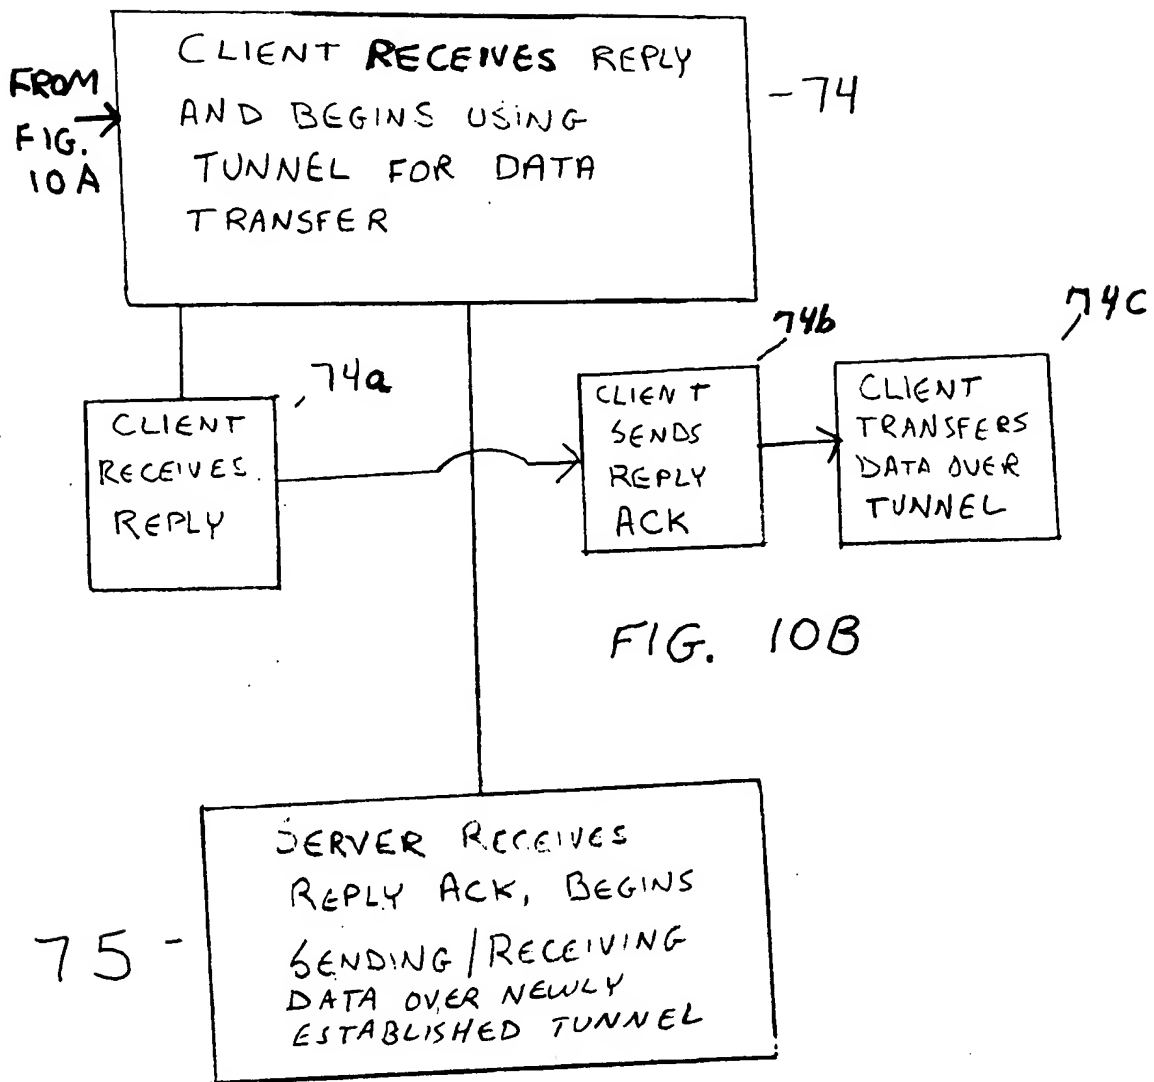 FROM
FIG.
10A
CLIENT RECEIVES REPLY
AND BEGINS USING
TUNNEL FOR DATA
TRANSFER
- 74
74a
CLIENT
RECEIVES
REPLY
74b
CLIENT
SENDS
REPLY
ACK
74C
CLIENT
TRANSFERS
DATA OVER
TUNNEL
FIG. 10B
75 -
SERVER RECEIVES
REPLY ACK, BEGINS
SENDING/RECEIVING
DATA OVER NEWLY
ESTABLISHED TUNNEL